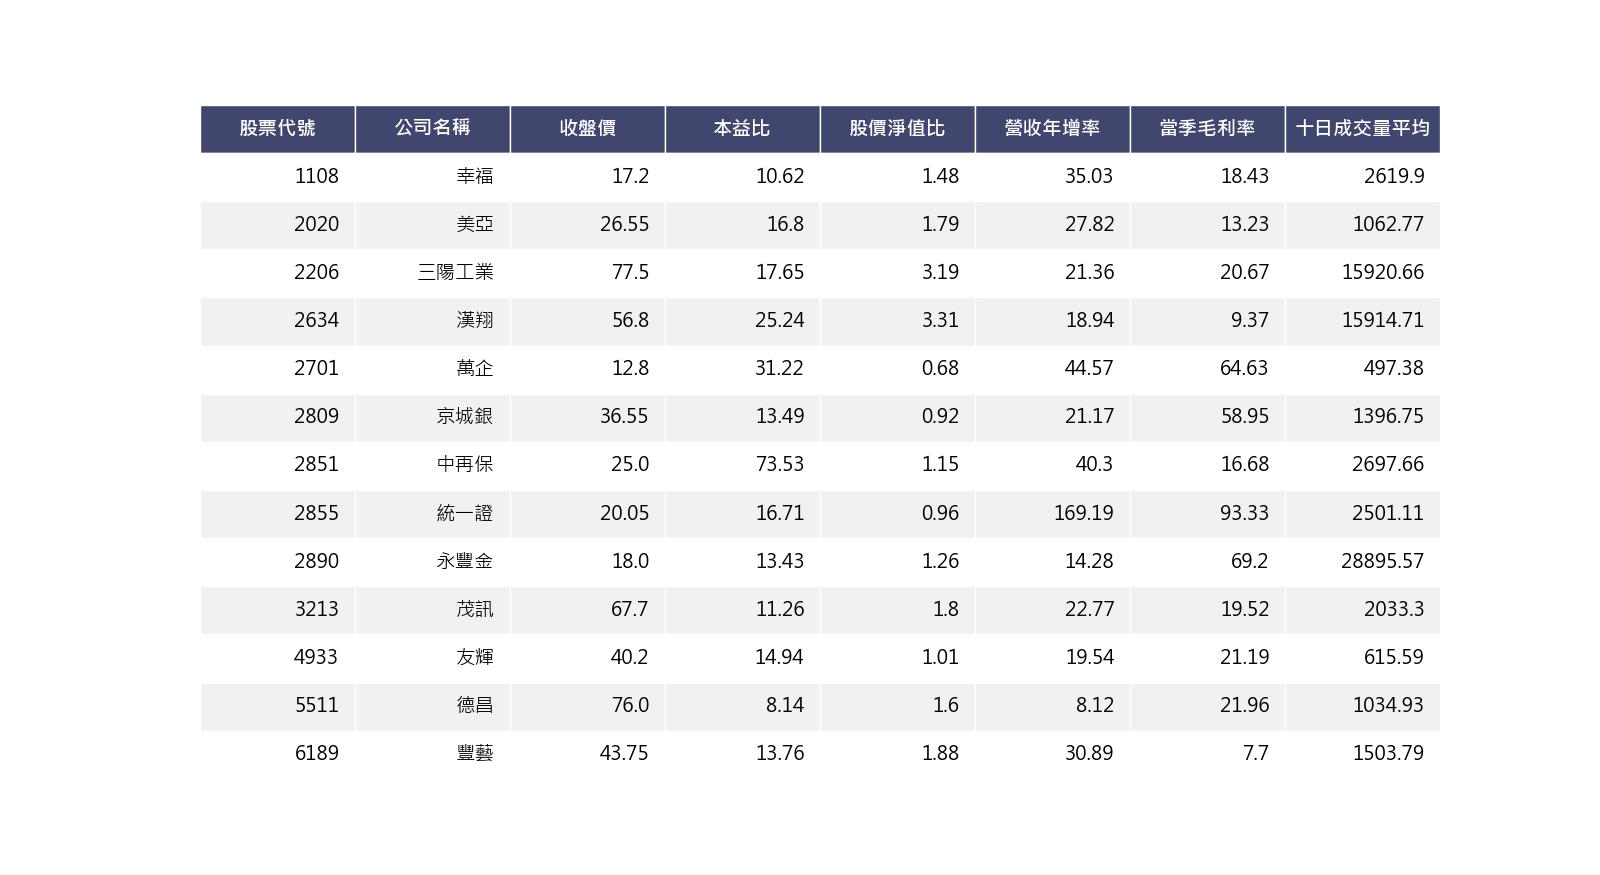 股票代號 公司名稱 收盤價 本益比 股價淨值比 營收年增率 當季毛利率 十日成交量平均
1108 幸福 17.2 10.62 1.48 35.03 18.43 2619.9
2020 美亞 26.55 16.8 1.79 27.82 13.23 1062.77
2206 三陽工業 77.5 17.65 3.19 21.36 20.67 15920.66
2634 漢翔 56.8 25.24 3.31 18.94 9.37 15914.71
2701 萬企 12.8 31.22 0.68 44.57 64.63 497.38
2809 京城銀 36.55 13.49 0.92 21.17 58.95 1396.75
2851 中再保 25.0 73.53 1.15 40.3 16.68 2697.66
2855 統一證 20.05 16.71 0.96 169.19 93.33 2501.11
2890 永豐金 18.0 13.43 1.26 14.28 69.2 28895.57
3213 茂訊 67.7 11.26 1.8 22.77 19.52 2033.3
4933 友輝 40.2 14.94 1.01 19.54 21.19 615.59
5511 德昌 76.0 8.14 1.6 8.12 21.96 1034.93
6189 豐藝 43.75 13.76 1.88 30.89 7.7 1503.79